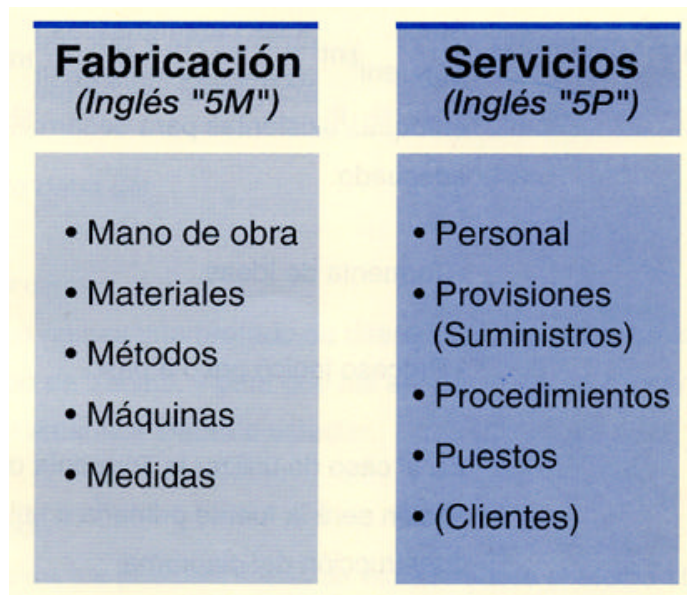 Fabricación
(Inglés "5M")
• Mano de obra
• Materiales
• Métodos
• Máquinas
• Medidas
Servicios
(Inglés "5P")
• Personal
• Provisiones
(Suministros)
• Procedimientos
• Puestos
• (Clientes)